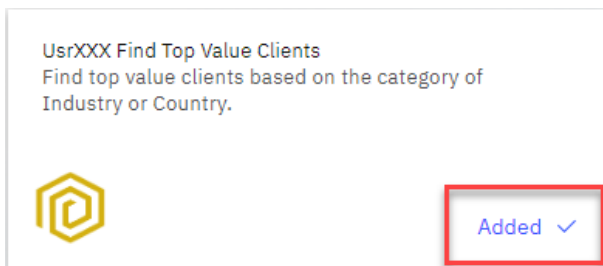 UsrXXX Find Top Value Clients
Find top value clients based on the category of
Industry or Country.
Added